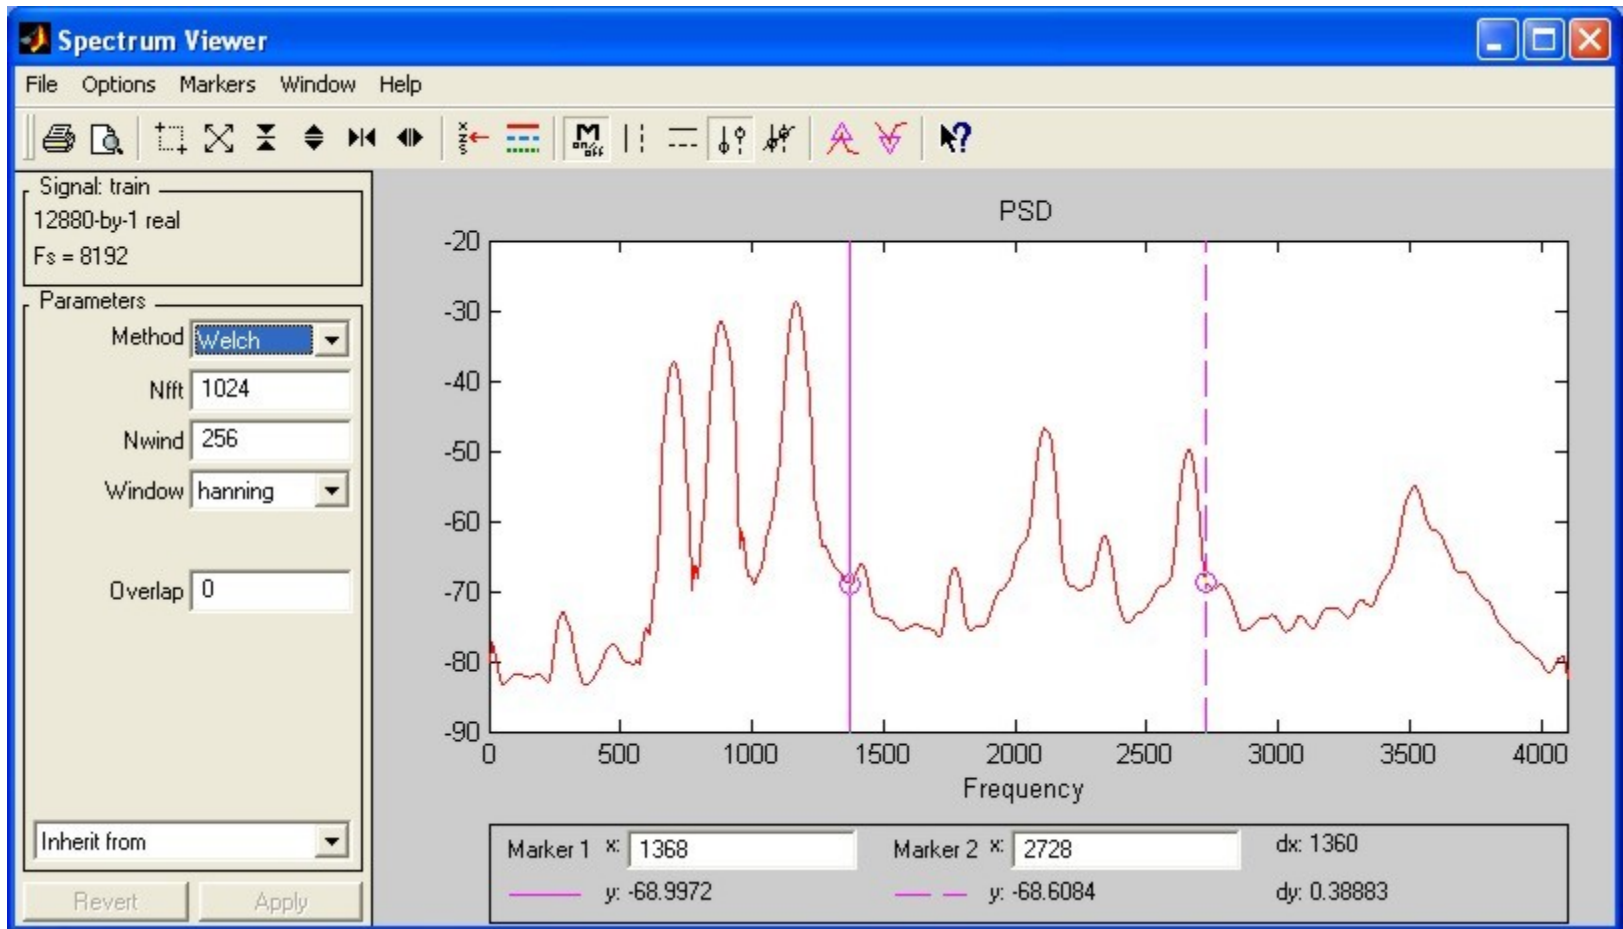 Spectrum Viewer
File Options Markers Window Help
M on/off
Signal: train
12880-by-1 real
Fs = 8192
Parameters
Method Welch
Nfft 1024
Nwind 256
Window hanning
Overlap 0
Inherit from
Revert Apply
PSD
-20
-30
-40
-50
-60
-70
-80
-90
0 500 1000 1500 2000 2500 3000 3500 4000
Frequency
Marker 1 x: 1368 Marker 2 x: 2728 dx: 1360
y: -68.9972 y: -68.6084 dy: 0.38883